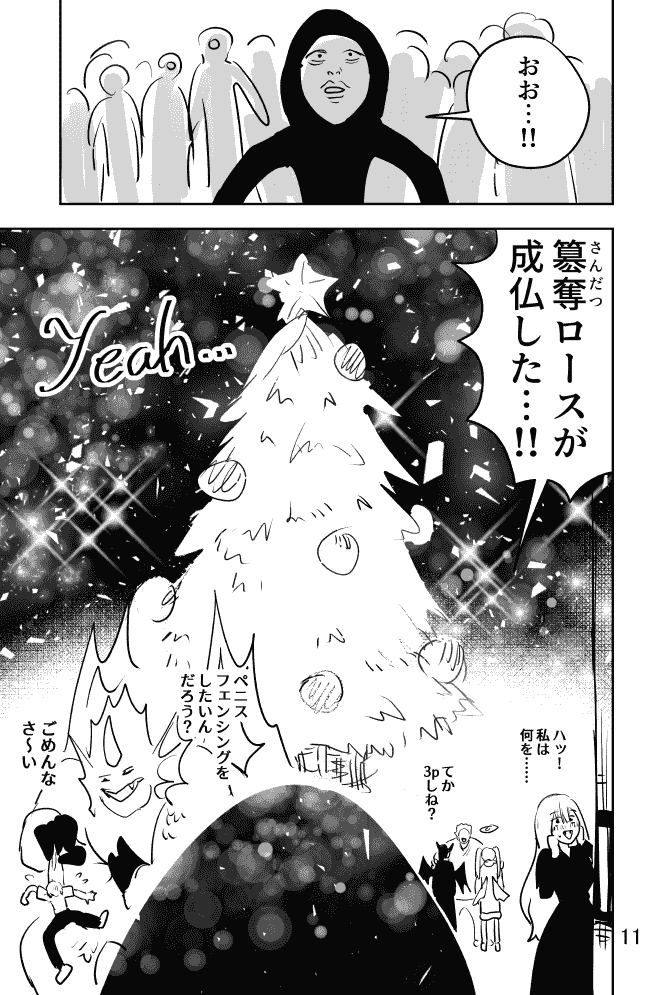 おお…!!
簒奪ロースが
さんだつ
成仏した…!!
Yeah…
ハッ!
私は
何を……
てか
3pしね?
ペニス
フェンシングを
したいん
だろう?
ごめんな
さ〜い
11